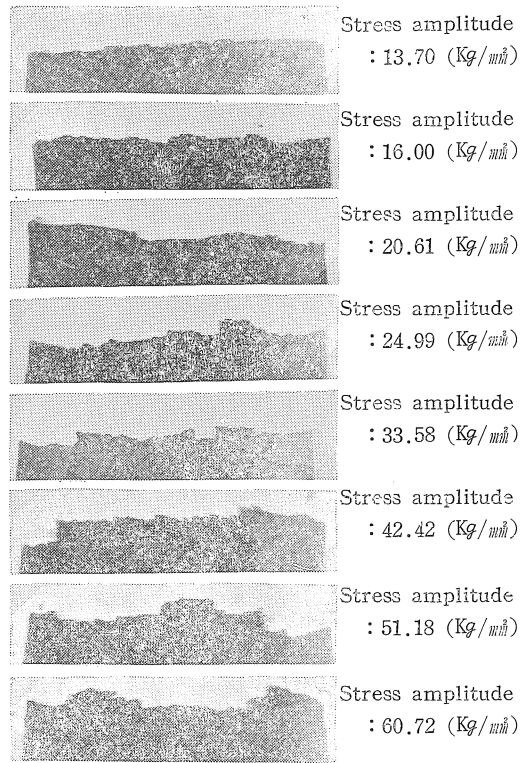 Stress amplitude
: 13.70 (Kg/㎟)
Stress amplitude
: 16.00 (Kg/㎟)
Stress amplitude
: 20.61 (Kg/㎟)
Stress amplitude
: 24.99 (Kg/㎟)
Stress amplitude
: 33.58 (Kg/㎟)
Stress amplitude
: 42.42 (Kg/㎟)
Stress amplitude
: 51.18 (Kg/㎟)
Stress amplitude
: 60.72 (Kg/㎟)